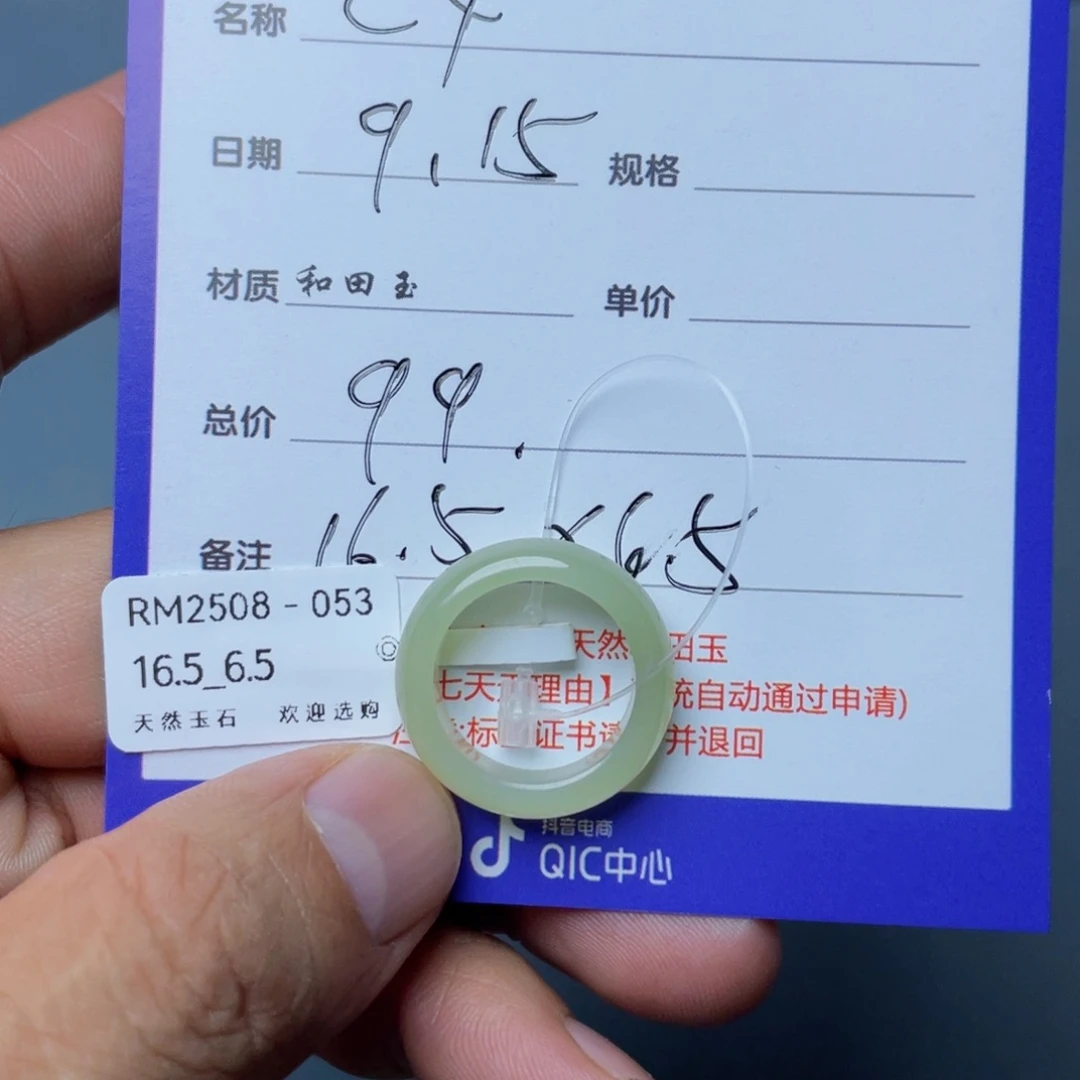 名称
日期 9.15 规格
材质 和田玉 单价
总价 99.
备注 16.5 × 6.5
RM2508 - 053
16.5_6.5
天然玉石 欢迎选购
天然 田玉
七天 理由】 统自动通过申请)
标 证书 并退回
抖音电商
QIC中心